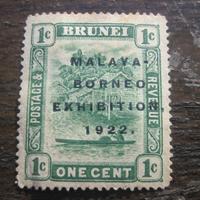 1c BRUNEI 1c
POSTAGE & REVENUE
MALAYA-
BORNEO
EXHIBITION.
1922.
1c ONE CENT 1c